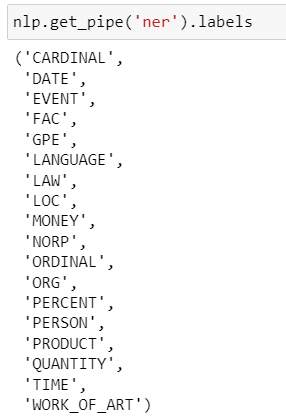 nlp.get_pipe('ner').labels
('CARDINAL',
 'DATE',
 'EVENT',
 'FAC',
 'GPE',
 'LANGUAGE',
 'LAW',
 'LOC',
 'MONEY',
 'NORP',
 'ORDINAL',
 'ORG',
 'PERCENT',
 'PERSON',
 'PRODUCT',
 'QUANTITY',
 'TIME',
 'WORK_OF_ART')